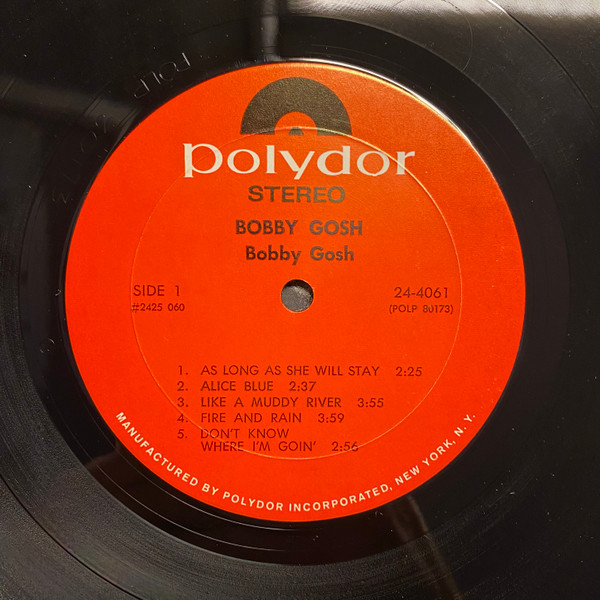 polydor
STEREO
BOBBY GOSH
Bobby Gosh
SIDE 1
#2425 060
24-4061
(POLP 80173)
1. AS LONG AS SHE WILL STAY 2:25
2. ALICE BLUE 2:37
3. LIKE A MUDDY RIVER 3:55
4. FIRE AND RAIN 3:59
5. DON'T KNOW
WHERE I'M GOIN' 2:56
MANUFACTURED BY POLYDOR INCORPORATED, NEW YORK, N. Y.